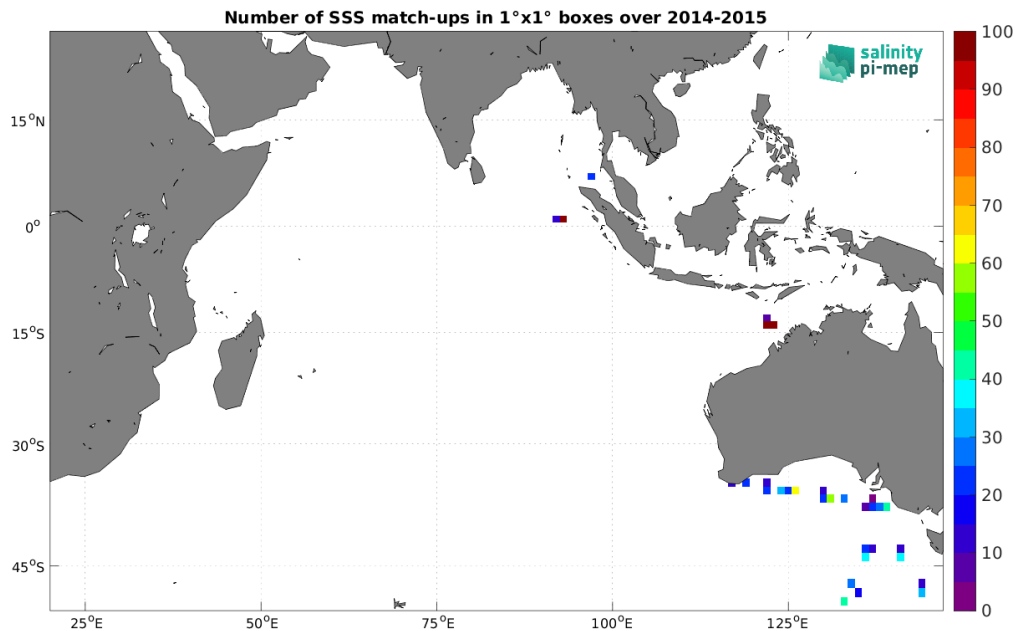 Number of SSS match-ups in 1°x1° boxes over 2014-2015
salinity
pi-mep
15°N
0°
15°S
30°S
45°S
25°E
50°E
75°E
100°E
125°E
100
90
80
70
60
50
40
30
20
10
0